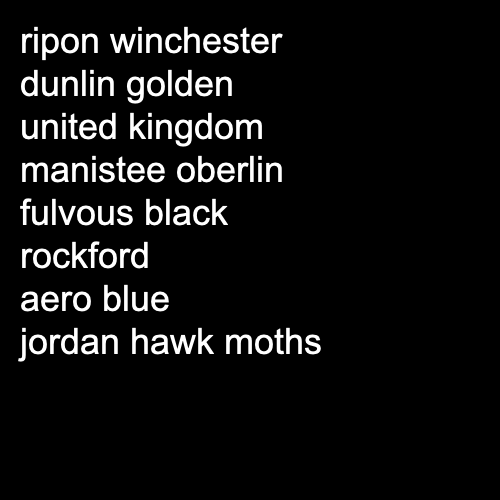 ripon winchester
dunlin golden
united kingdom
manistee oberlin
fulvous black
rockford
aero blue
jordan hawk moths